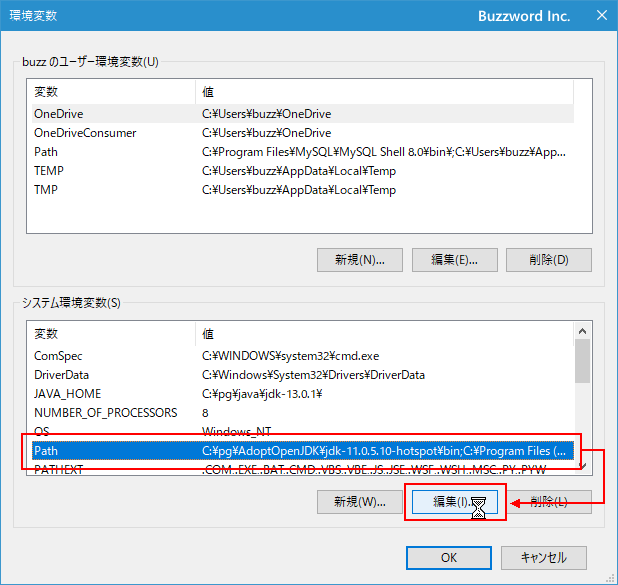 環境変数 Buzzword Inc.
buzz のユーザー環境変数(U)
変数 値
OneDrive C:¥Users¥buzz¥OneDrive
OneDriveConsumer C:¥Users¥buzz¥OneDrive
Path C:¥Program Files¥MySQL¥MySQL Shell 8.0¥bin¥;C:¥Users¥buzz¥App...
TEMP C:¥Users¥buzz¥AppData¥Local¥Temp
TMP C:¥Users¥buzz¥AppData¥Local¥Temp
新規(N)... 編集(E)... 削除(D)
システム環境変数(S)
変数 値
ComSpec C:¥WINDOWS¥system32¥cmd.exe
DriverData C:¥Windows¥System32¥Drivers¥DriverData
JAVA_HOME C:¥pg¥java¥jdk-13.0.1¥
NUMBER_OF_PROCESSORS 8
OS Windows_NT
Path C:¥pg¥AdoptOpenJDK¥jdk-11.0.5.10-hotspot¥bin;C:¥Program Files (...
PATHEXT .COM;.EXE;.BAT;.CMD;.VBS;.VBE;.JS;.JSE;.WSF;.WSH;.MSC;.PY;.PYW
新規(W)... 編集(I)... 削除(L)
OK キャンセル